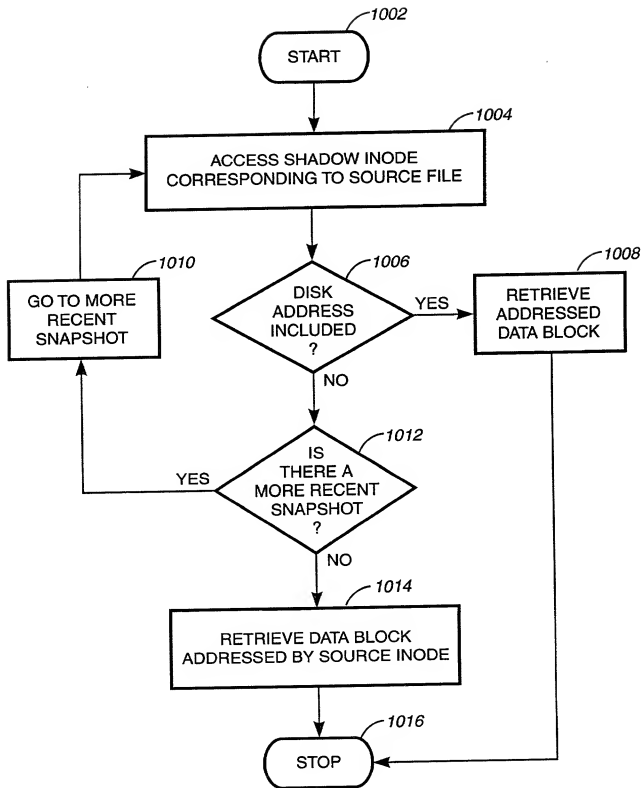 1002
START
1004
ACCESS SHADOW INODE
CORRESPONDING TO SOURCE FILE
1010
GO TO MORE
RECENT
SNAPSHOT
1006
DISK
ADDRESS
INCLUDED
?
YES
1008
RETRIEVE
ADDRESSED
DATA BLOCK
NO
1012
IS
THERE A
MORE RECENT
SNAPSHOT
?
YES
NO
1014
RETRIEVE DATA BLOCK
ADDRESSED BY SOURCE INODE
1016
STOP